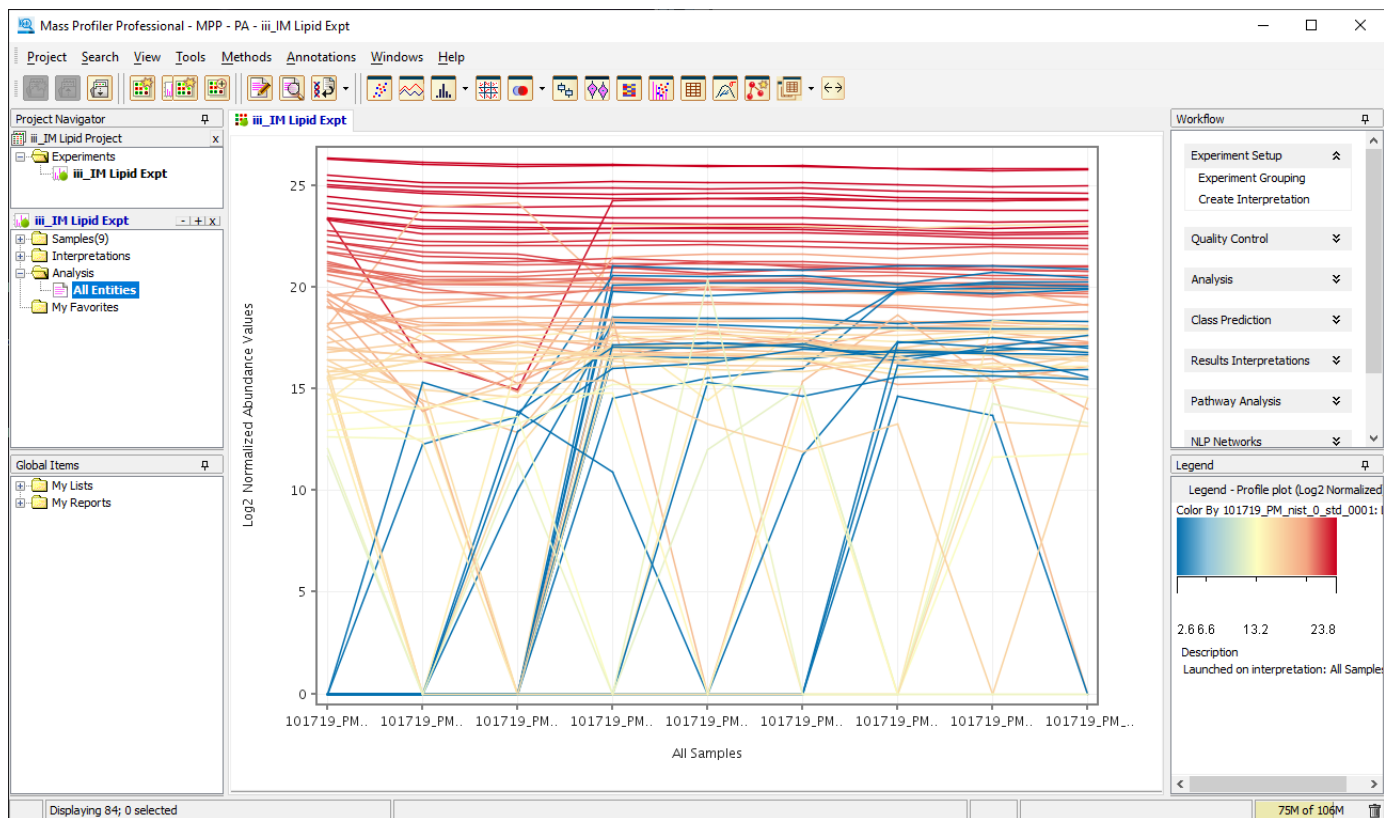 Mass Profiler Professional - MPP - PA - iii_IM Lipid Expt
Project Search View Tools Methods Annotations Windows Help
Project Navigator
iii_IM Lipid Project x
Experiments
iii_IM Lipid Expt
iii_IM Lipid Expt - + x
Samples(9)
Interpretations
Analysis
All Entities
My Favorites
Global Items
My Lists
My Reports
iii_IM Lipid Expt
Log2 Normalized Abundance Values
25
20
15
10
5
0
101719_PM.. 101719_PM.. 101719_PM.. 101719_PM.. 101719_PM.. 101719_PM.. 101719_PM.. 101719_PM.. 101719_PM_..
All Samples
Workflow
Experiment Setup
Experiment Grouping
Create Interpretation
Quality Control
Analysis
Class Prediction
Results Interpretations
Pathway Analysis
NLP Networks
Legend
Legend - Profile plot (Log2 Normalized
Color By 101719_PM_nist_0_std_0001:
2.6 6.6 13.2 23.8
Description
Launched on interpretation: All Samples
Displaying 84; 0 selected
75M of 106M